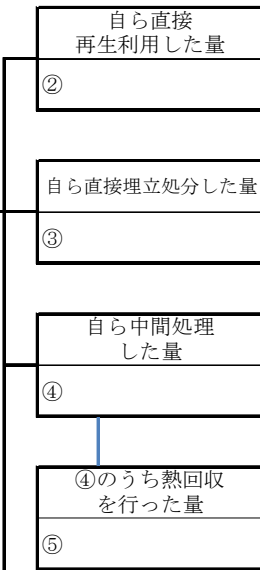 自ら直接
再生利用した量
②
自ら直接埋立処分した量
③
自ら中間処理
した量
④
④のうち熱回収
を行った量
⑤